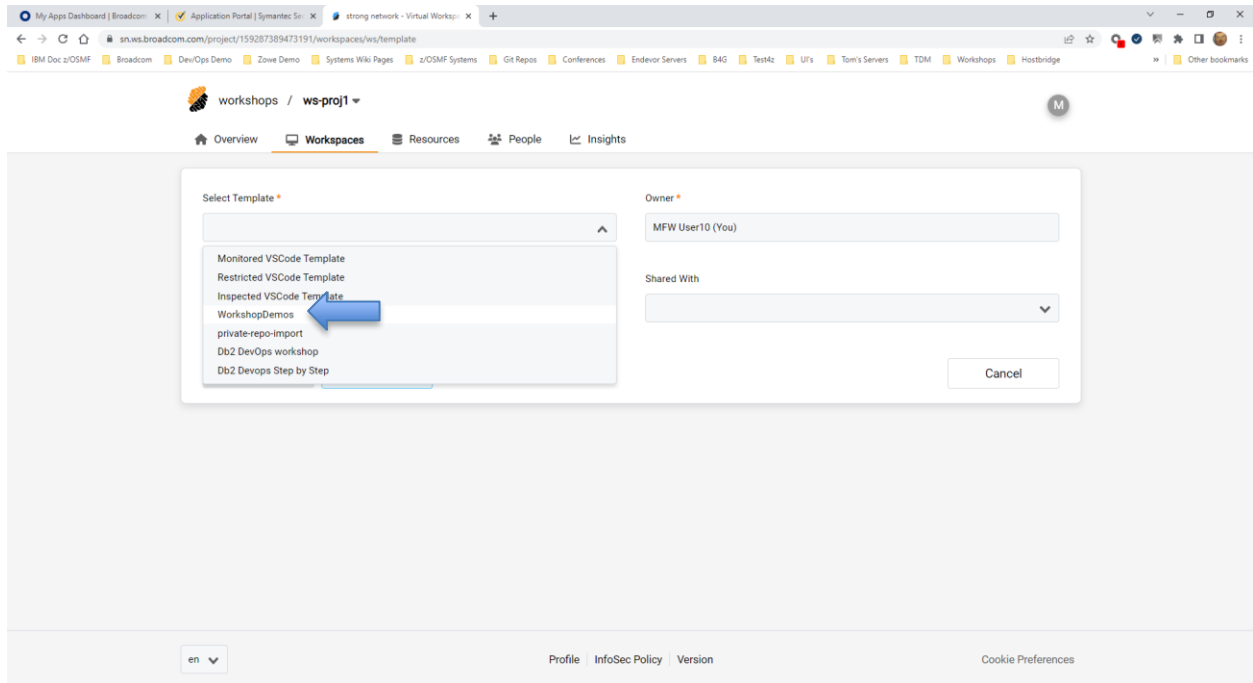 My Apps Dashboard | Broadcom
Application Portal | Symantec Sec
strong network - Virtual Workspa
sn.ws.broadcom.com/project/159287389473191/workspaces/ws/template
IBM Doc z/OSMF Broadcom Dev/Ops Demo Zowe Demo Systems Wiki Pages z/OSMF Systems Git Repos Conferences Endevor Servers B4G Test4z UI's Tom's Servers TDM Workshops Hostbridge » Other bookmarks
workshops / ws-proj1
M
Overview Workspaces Resources People Insights
Select Template *
Owner *
MFW User10 (You)
Monitored VSCode Template
Restricted VSCode Template
Shared With
Inspected VSCode Template
WorkshopDemos
private-repo-import
Db2 DevOps workshop
Db2 Devops Step by Step
Cancel
en
Profile InfoSec Policy Version
Cookie Preferences